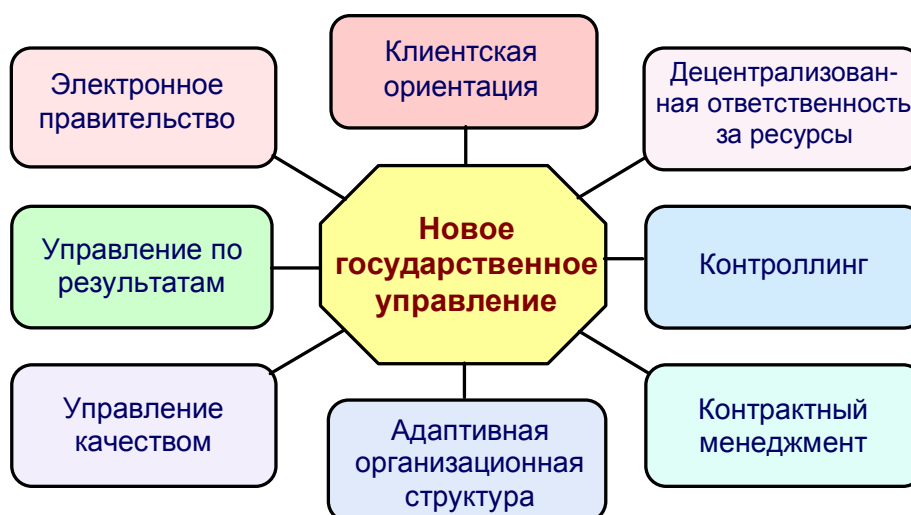 Электронное
правительство
Клиентская
ориентация
Децентрализован-
ная ответственность
за ресурсы
Управление по
результатам
Новое
государственное
управление
Контроллинг
Управление
качеством
Адаптивная
организационная
структура
Контрактный
менеджмент